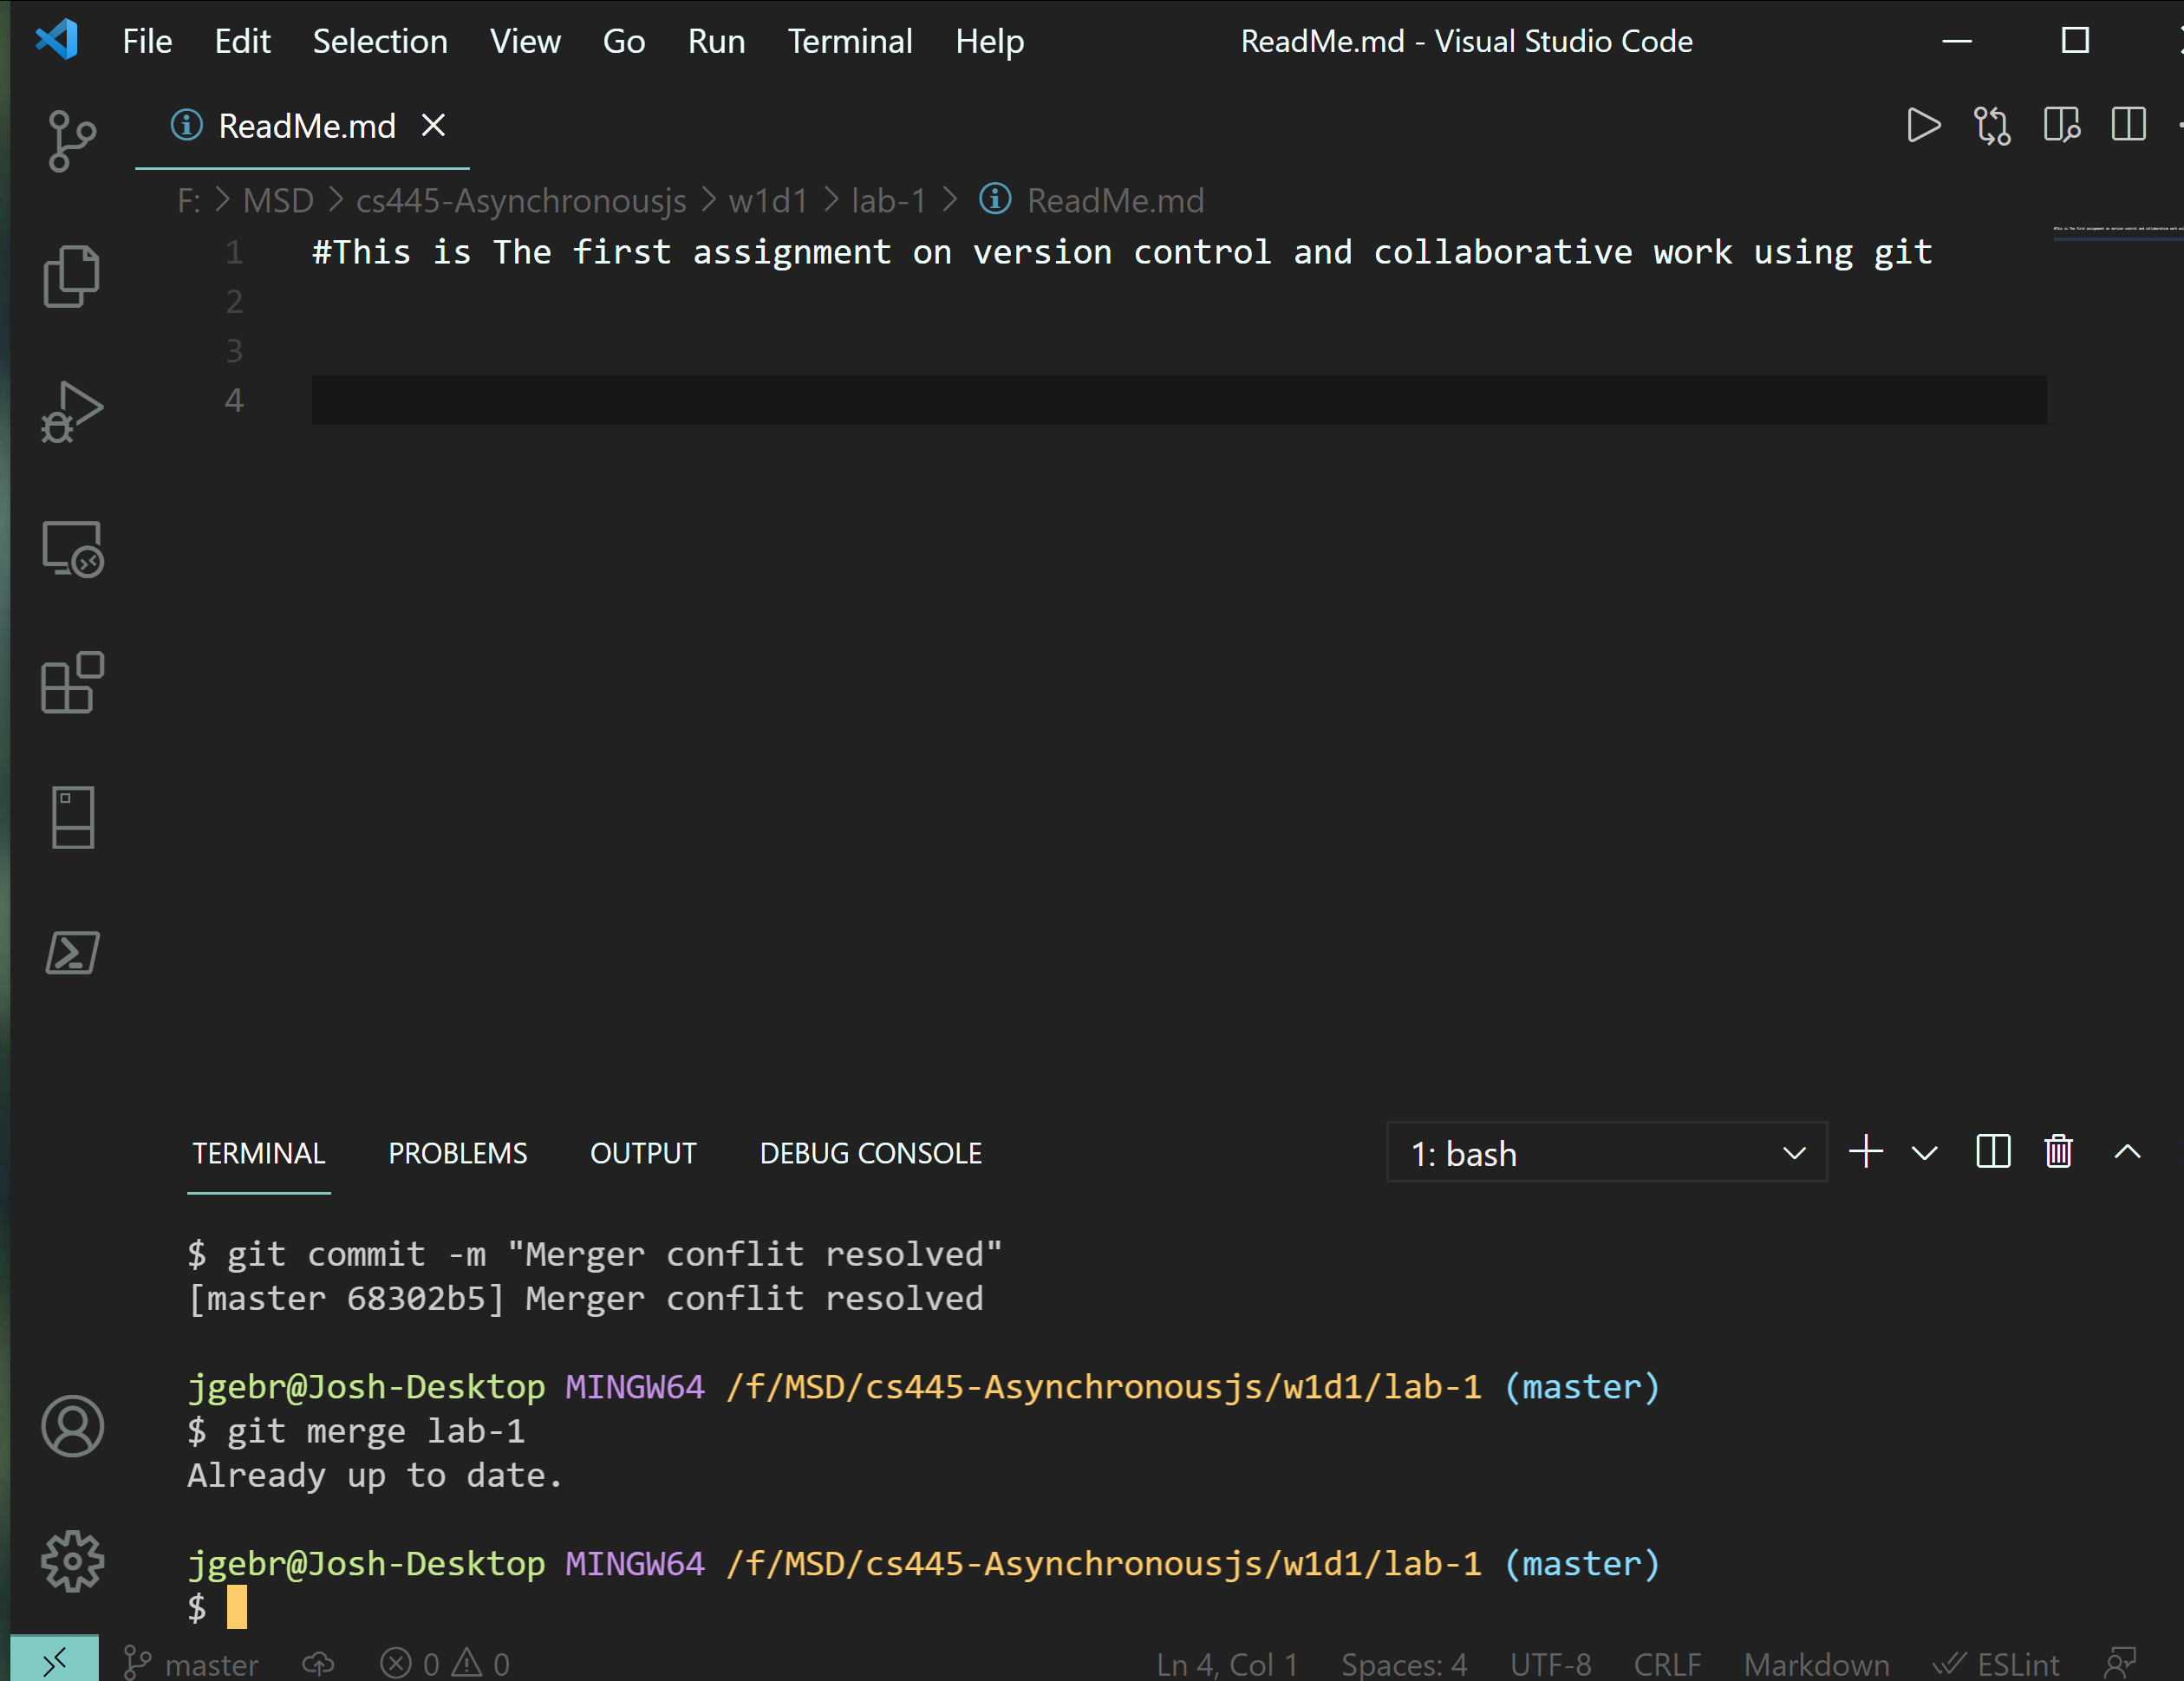 File Edit Selection View Go Run Terminal Help ReadMe.md - Visual Studio Code
ReadMe.md
F: > MSD > cs445-Asynchronousjs > w1d1 > lab-1 > ReadMe.md
1 #This is The first assignment on version control and collaborative work using git
2
3
4
TERMINAL PROBLEMS OUTPUT DEBUG CONSOLE 1: bash
$ git commit -m "Merger conflit resolved"
[master 68302b5] Merger conflit resolved
jgebr@Josh-Desktop MINGW64 /f/MSD/cs445-Asynchronousjs/w1d1/lab-1 (master)
$ git merge lab-1
Already up to date.
jgebr@Josh-Desktop MINGW64 /f/MSD/cs445-Asynchronousjs/w1d1/lab-1 (master)
$
master 0 0 Ln 4, Col 1 Spaces: 4 UTF-8 CRLF Markdown ESLint